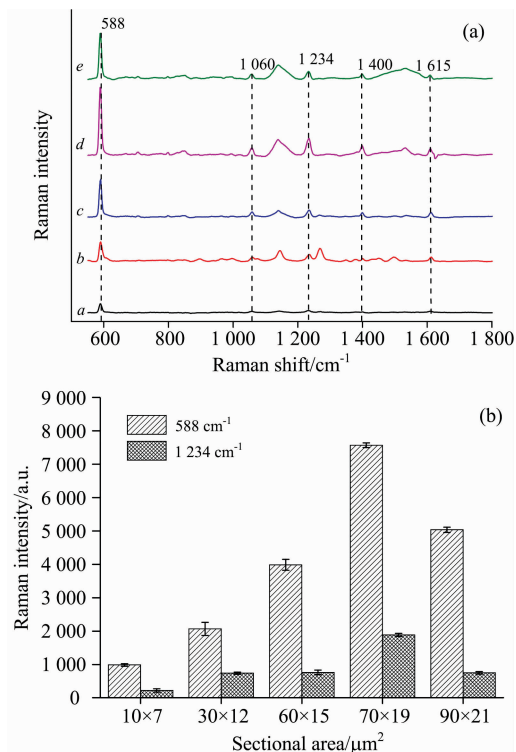 588
(a)
1 060
1 234
1 400
1 615
e
d
c
b
a
Raman intensity
600
800
1 000
1 200
1 400
1 600
1 800
Raman shift/cm-1
(b)
9 000
8 000
7 000
6 000
5 000
4 000
3 000
2 000
1 000
0
588 cm-1
1 234 cm-1
Raman intensity/a.u.
10×7
30×12
60×15
70×19
90×21
Sectional area/μm2